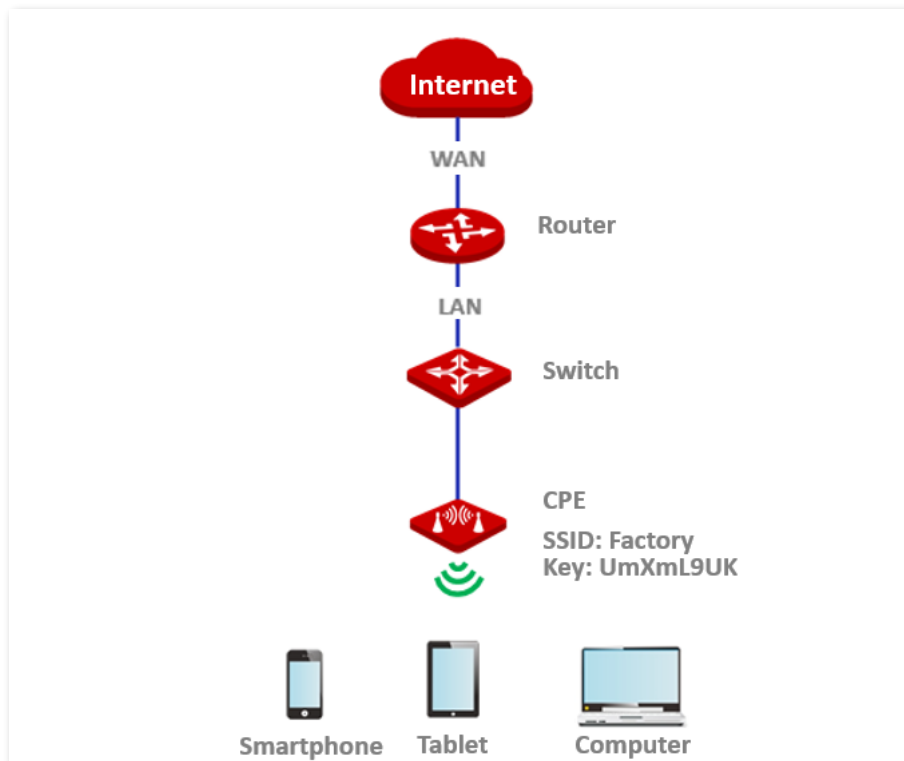 Internet
WAN
Router
LAN
Switch
CPE
SSID: Factory
Key: UmXmL9UK
Smartphone
Tablet
Computer